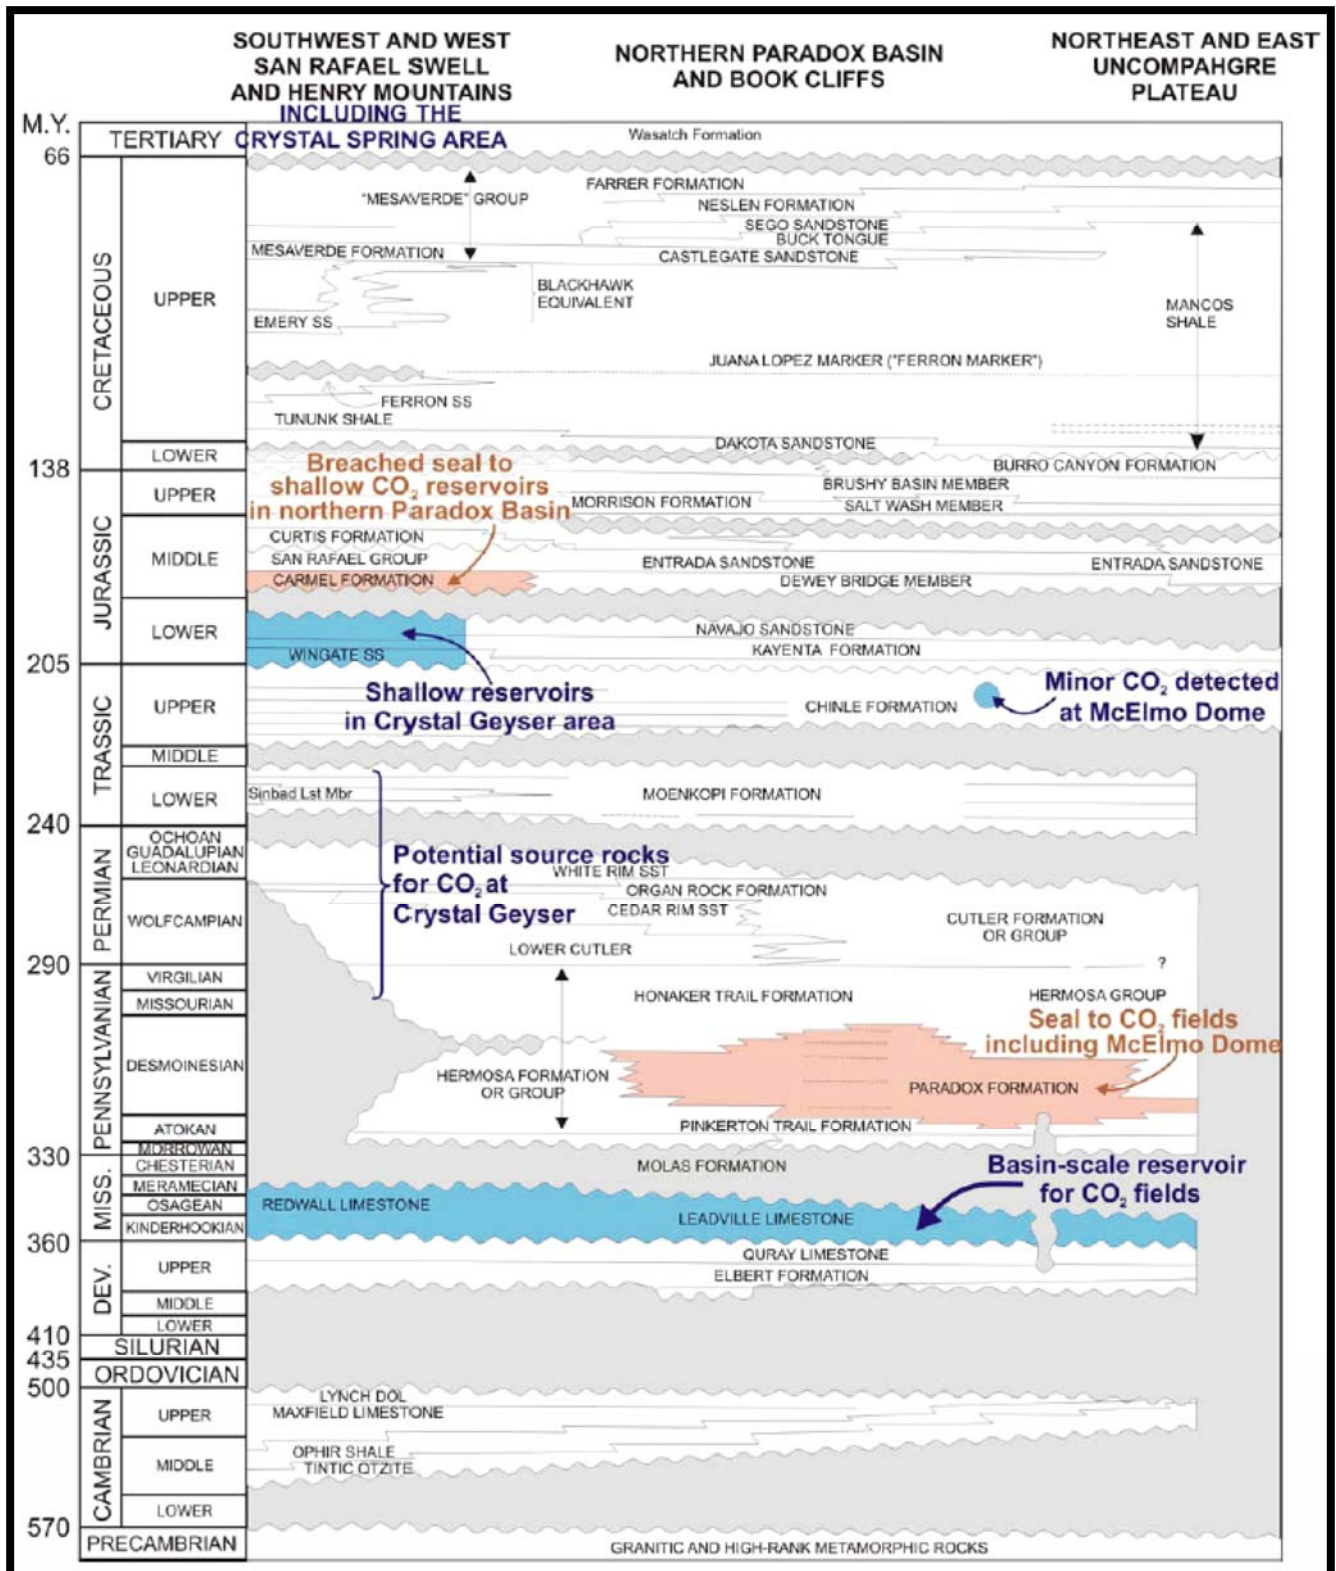 SOUTHWEST AND WEST
SAN RAFAEL SWELL
AND HENRY MOUNTAINS
INCLUDING THE
CRYSTAL SPRING AREA
NORTHERN PARADOX BASIN
AND BOOK CLIFFS
NORTHEAST AND EAST
UNCOMPAHGRE
PLATEAU
M.Y.
TERTIARY
Wasatch Formation
66
CRETACEOUS
UPPER
"MESAVERDE" GROUP
FARRER FORMATION
NESLEN FORMATION
SEGO SANDSTONE
BUCK TONGUE
MESAVERDE FORMATION
CASTLEGATE SANDSTONE
BLACKHAWK
EQUIVALENT
MANCOS
SHALE
EMERY SS
JUANA LOPEZ MARKER ("FERRON MARKER")
FERRON SS
TUNUNK SHALE
LOWER
DAKOTA SANDSTONE
BURRO CANYON FORMATION
138
JURASSIC
UPPER
Breached seal to
shallow CO₂ reservoirs
in northern Paradox Basin
BRUSHY BASIN MEMBER
MORRISON FORMATION
SALT WASH MEMBER
MIDDLE
CURTIS FORMATION
SAN RAFAEL GROUP
ENTRADA SANDSTONE
ENTRADA SANDSTONE
CARMEL FORMATION
DEWEY BRIDGE MEMBER
LOWER
NAVAJO SANDSTONE
KAYENTA FORMATION
WINGATE SS
205
TRASSIC
UPPER
Shallow reservoirs
in Crystal Geyser area
CHINLE FORMATION
Minor CO₂ detected
at McElmo Dome
MIDDLE
LOWER
Sinbad Lst Mbr
MOENKOPI FORMATION
240
PERMIAN
OCHOAN
GUADALUPIAN
LEONARDIAN
Potential source rocks
for CO₂ at
Crystal Geyser
WHITE RIM SST
ORGAN ROCK FORMATION
CEDAR RIM SST
WOLFCAMPIAN
CUTLER FORMATION
OR GROUP
LOWER CUTLER
290
?
PENNSYLVANIAN
VIRGILIAN
MISSOURIAN
HONAKER TRAIL FORMATION
HERMOSA GROUP
Seal to CO₂ fields
including McElmo Dome
DESMOINESIAN
HERMOSA FORMATION
OR GROUP
PARADOX FORMATION
ATOKAN
PINKERTON TRAIL FORMATION
MORROWAN
330
MISS.
CHESTERIAN
MOLAS FORMATION
Basin-scale reservoir
for CO₂ fields
MERAMECIAN
OSAGEAN
REDWALL LIMESTONE
KINDERHOOKIAN
LEADVILLE LIMESTONE
360
DEV.
UPPER
QURAY LIMESTONE
ELBERT FORMATION
MIDDLE
LOWER
410
SILURIAN
435
ORDOVICIAN
500
CAMBRIAN
UPPER
LYNCH DOL
MAXFIELD LIMESTONE
MIDDLE
OPHIR SHALE
TINTIC QTZITE
LOWER
570
PRECAMBRIAN
GRANITIC AND HIGH-RANK METAMORPHIC ROCKS